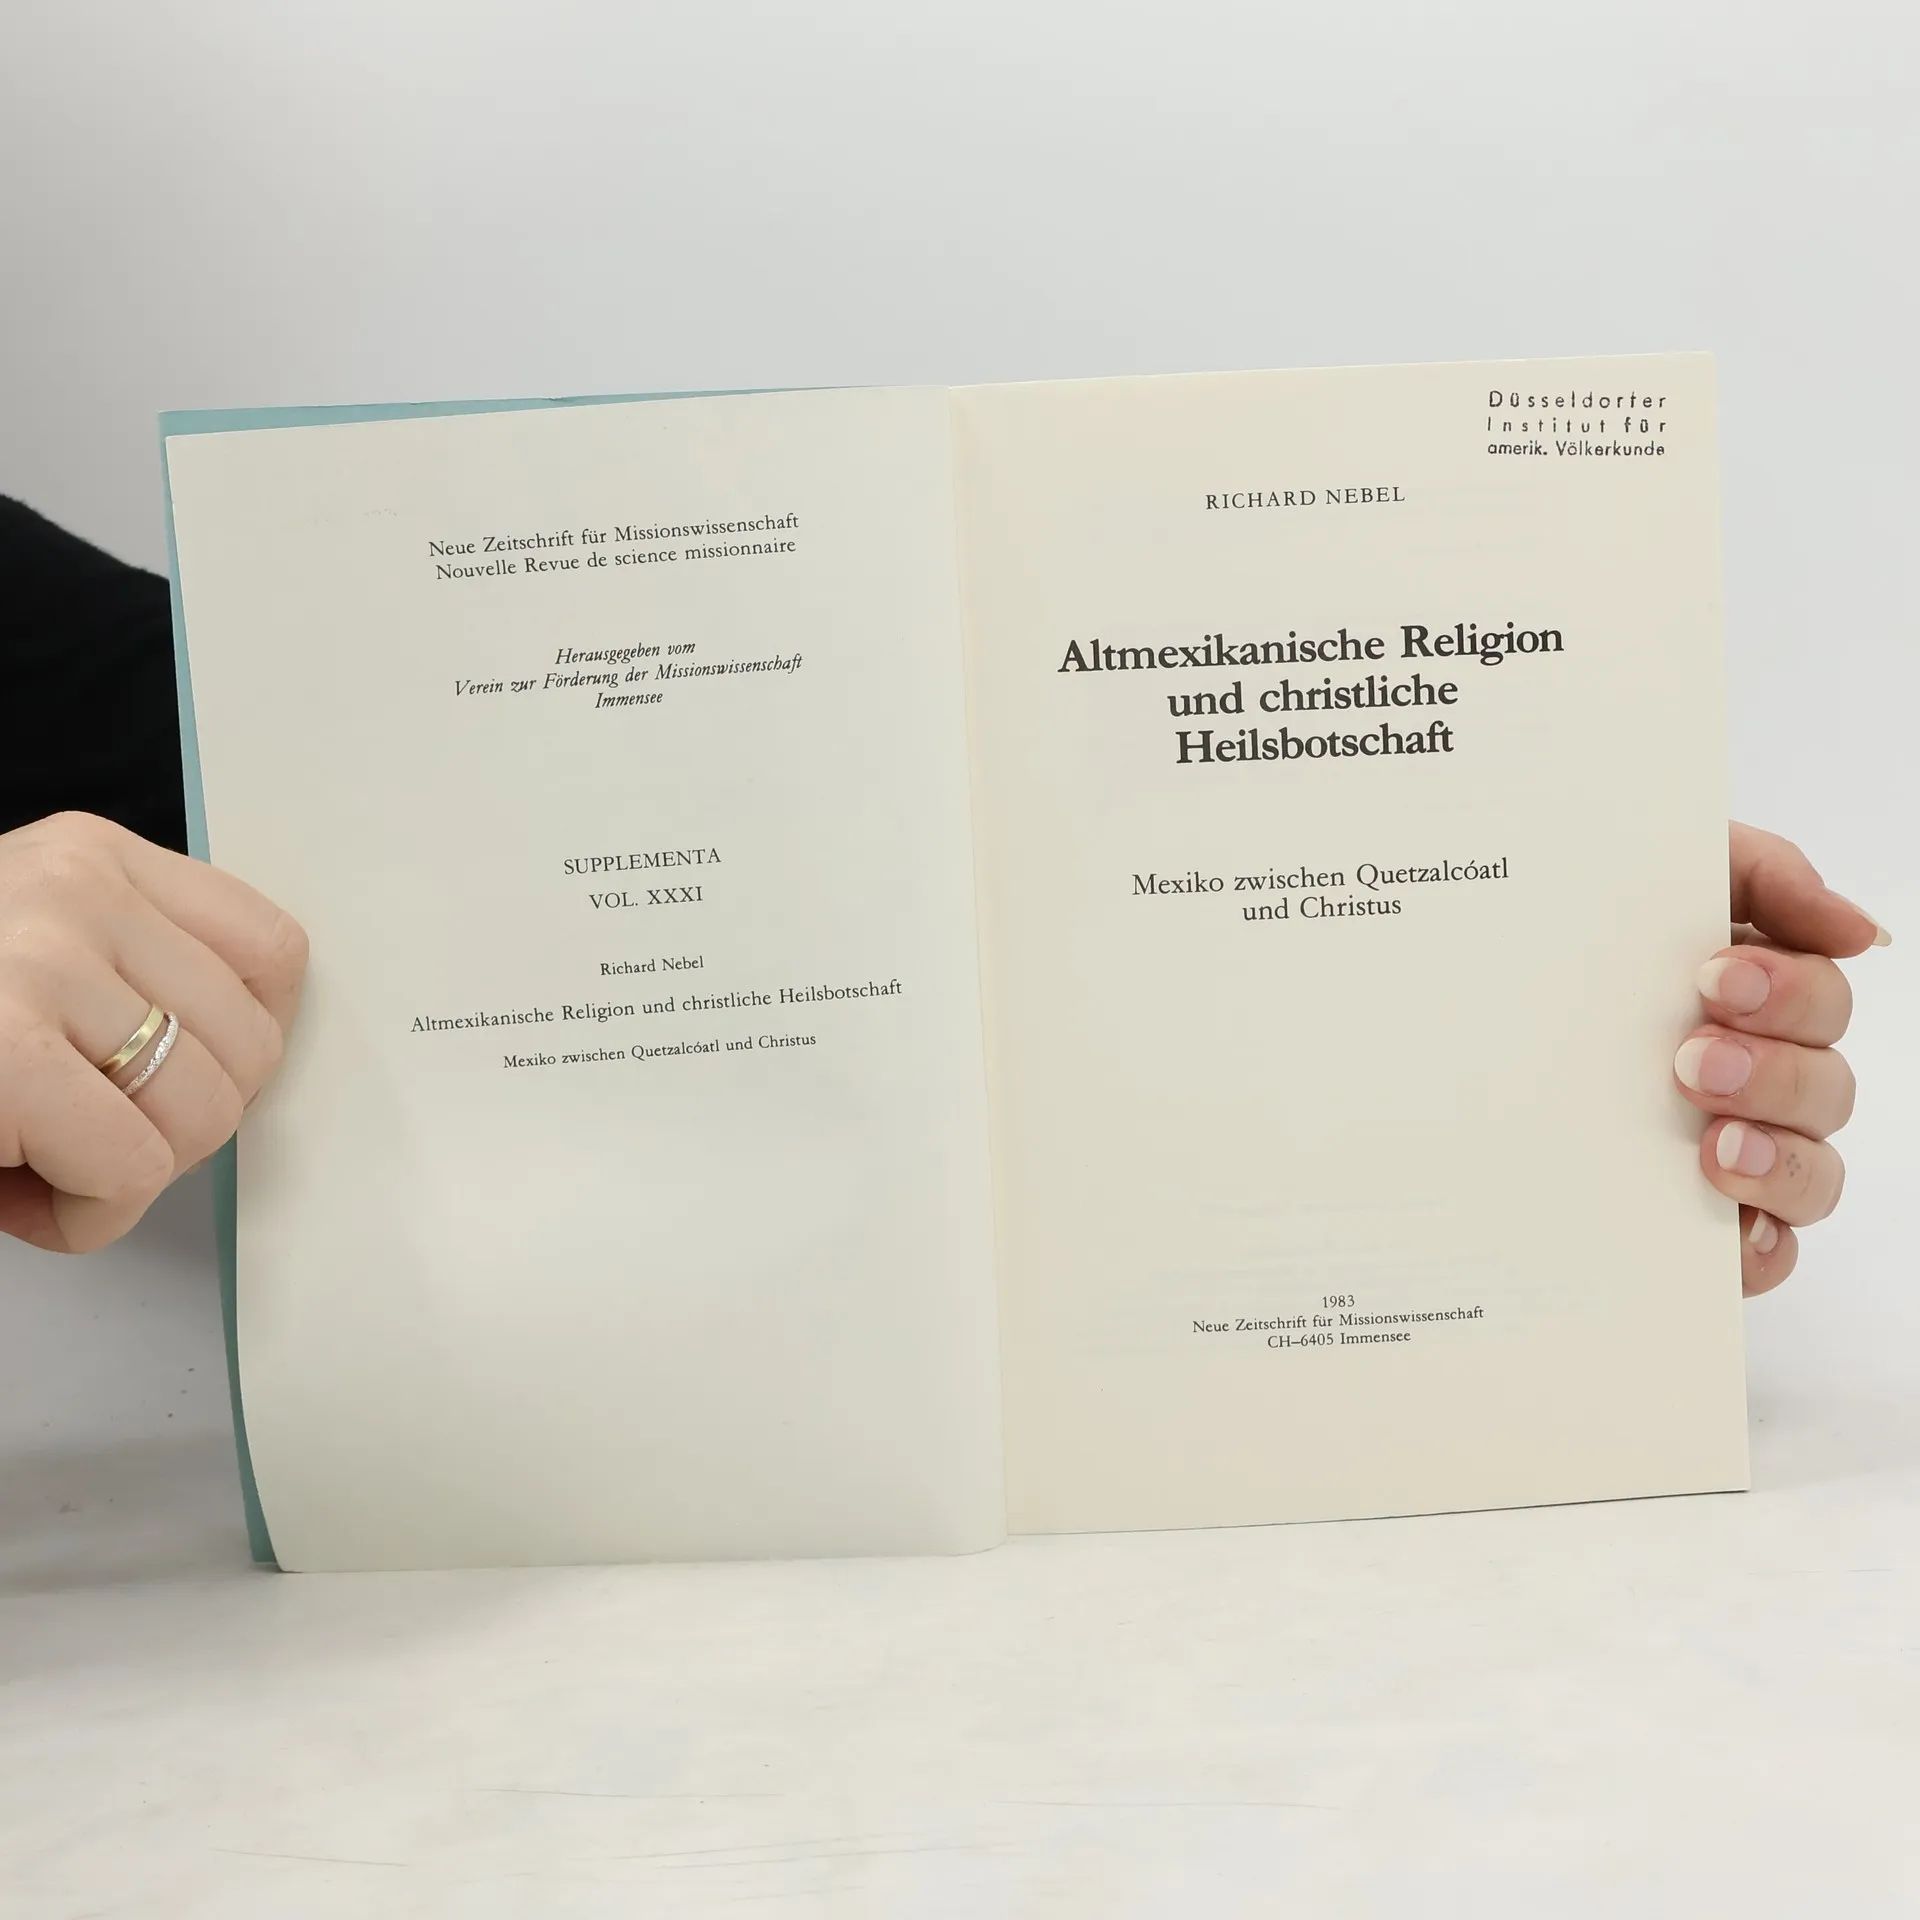 Neue Zeitschrift für Missionswissenschaft
Nouvelle Revue de science missionnaire
Herausgegeben vom
Verein zur Förderung der Missionswissenschaft
Immensee
SUPPLEMENTA
VOL. XXXI
Richard Nebel
Altmexikanische Religion und christliche Heilsbotschaft
Mexiko zwischen Quetzalcóatl und Christus
Düsseldorfer
Institut für
amerik. Völkerkunde
RICHARD NEBEL
Altmexikanische Religion
und christliche
Heilsbotschaft
Mexiko zwischen Quetzalcóatl
und Christus
1983
Neue Zeitschrift für Missionswissenschaft
CH–6405 Immensee